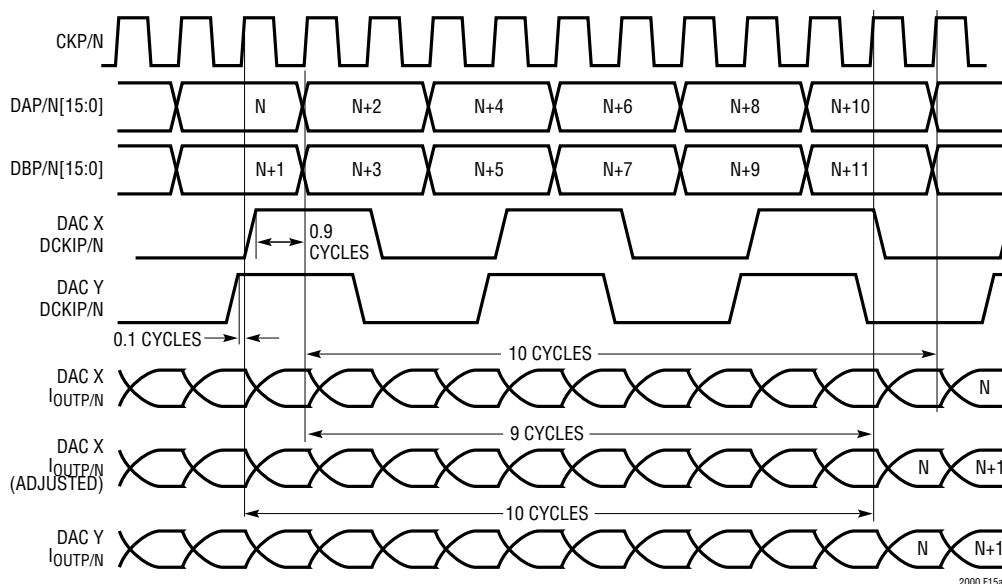 CKP/N
DAP/N[15:0]
N
N+2
N+4
N+6
N+8
N+10
DBP/N[15:0]
N+1
N+3
N+5
N+7
N+9
N+11
DAC X
DCKIP/N
0.9
CYCLES
DAC Y
DCKIP/N
0.1 CYCLES
10 CYCLES
DAC X
IOUTP/N
N
9 CYCLES
DAC X
IOUTP/N
(ADJUSTED)
N
N+1
10 CYCLES
DAC Y
IOUTP/N
N
N+1
2000 F15a